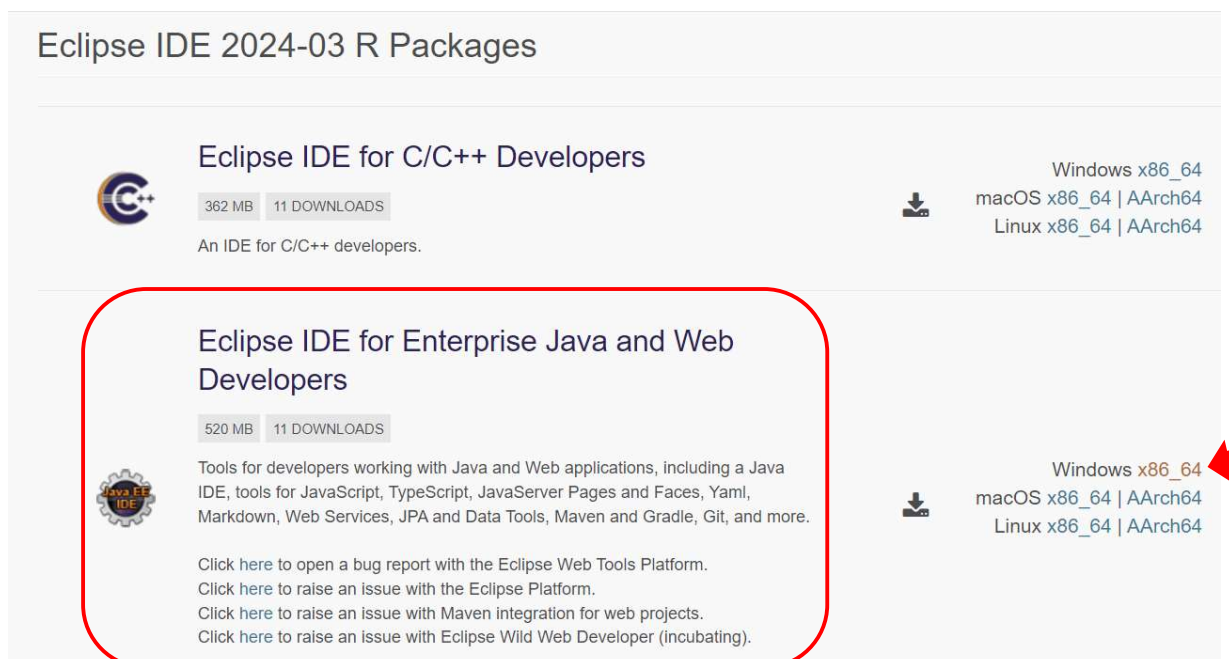 Eclipse IDE 2024-03 R Packages
Eclipse IDE for C/C++ Developers
362 MB 11 DOWNLOADS
An IDE for C/C++ developers.
Windows x86_64
macOS x86_64 | AArch64
Linux x86_64 | AArch64
C++
Eclipse IDE for Enterprise Java and Web
Developers
520 MB 11 DOWNLOADS
Tools for developers working with Java and Web applications, including a Java
IDE, tools for JavaScript, TypeScript, JavaServer Pages and Faces, Yaml,
Markdown, Web Services, JPA and Data Tools, Maven and Gradle, Git, and more.
Click here to open a bug report with the Eclipse Web Tools Platform.
Click here to raise an issue with the Eclipse Platform.
Click here to raise an issue with Maven integration for web projects.
Click here to raise an issue with Eclipse Wild Web Developer (incubating).
Java EE
IDE
Windows x86_64
macOS x86_64 | AArch64
Linux x86_64 | AArch64